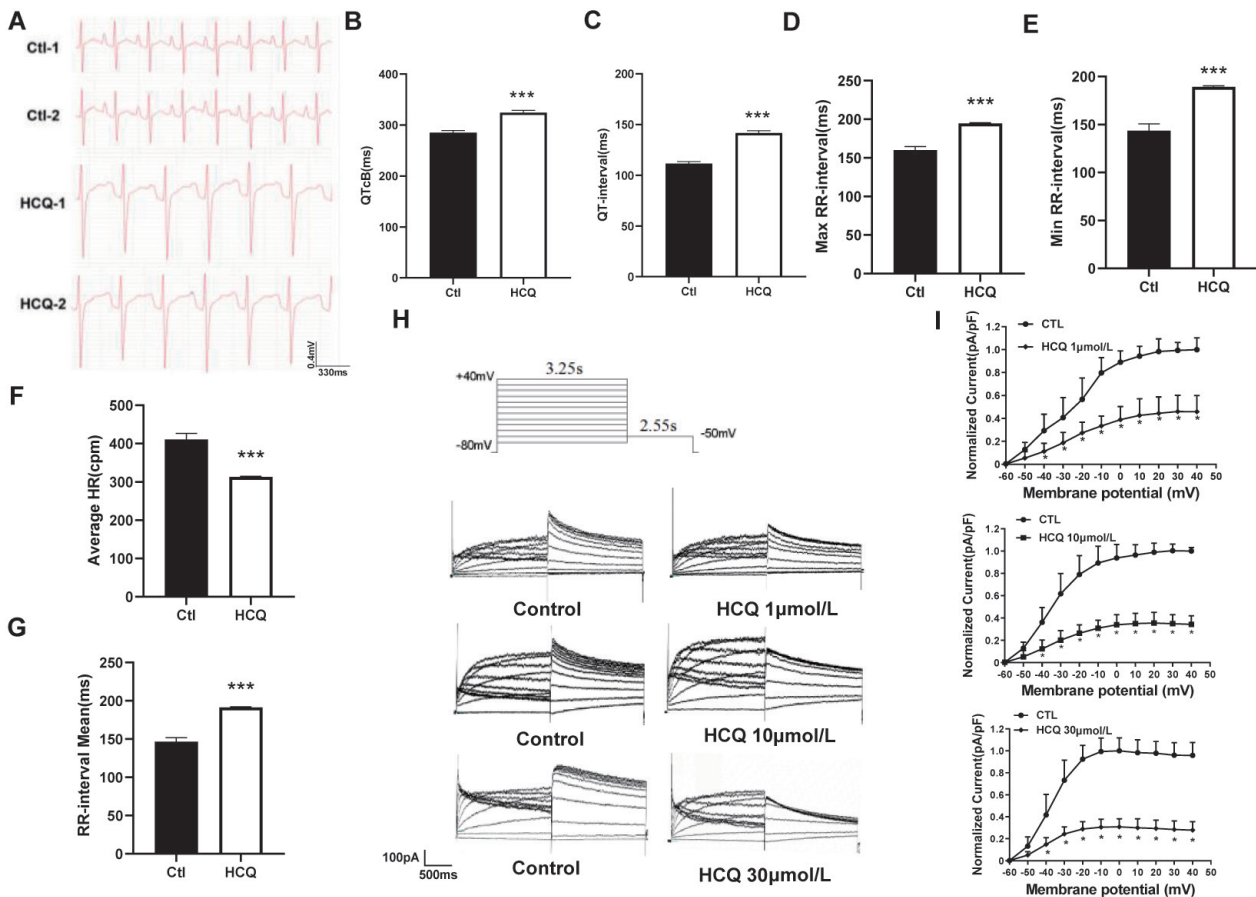 A
Ctl-1
Ctl-2
HCQ-1
HCQ-2
0.4mV
330ms
B
QTcB(ms)
400
300
200
100
0
***
Ctl
HCQ
C
QT-interval(ms)
200
150
100
50
0
***
Ctl
HCQ
D
Max RR-interval(ms)
250
200
150
100
50
0
***
Ctl
HCQ
E
Min RR-interval(ms)
200
150
100
50
0
***
Ctl
HCQ
F
Average HR(cpm)
500
400
300
200
100
0
***
Ctl
HCQ
G
RR-interval Mean(ms)
250
200
150
100
50
0
***
Ctl
HCQ
H
+40mV
3.25s
2.55s
-50mV
-80mV
Control
HCQ 1μmol/L
Control
HCQ 10μmol/L
Control
HCQ 30μmol/L
100pA
500ms
I
Normalized Current(pA/pF)
CTL
HCQ 1μmol/L
1.2
1.0
0.8
0.6
0.4
0.2
0
* * * * * * * * *
-60 -50 -40 -30 -20 -10 0 10 20 30 40 50
Membrane potential (mV)
Normalized Current(pA/pF)
CTL
HCQ 10μmol/L
1.2
1.0
0.8
0.6
0.4
0.2
0
* * * * * * * * *
-60 -50 -40 -30 -20 -10 0 10 20 30 40 50
Membrane potential (mV)
Normalized Current(pA/pF)
CTL
HCQ 30μmol/L
1.2
1.0
0.8
0.6
0.4
0.2
0
* * * * * * * * *
-60 -50 -40 -30 -20 -10 0 10 20 30 40 50
Membrane potential (mV)